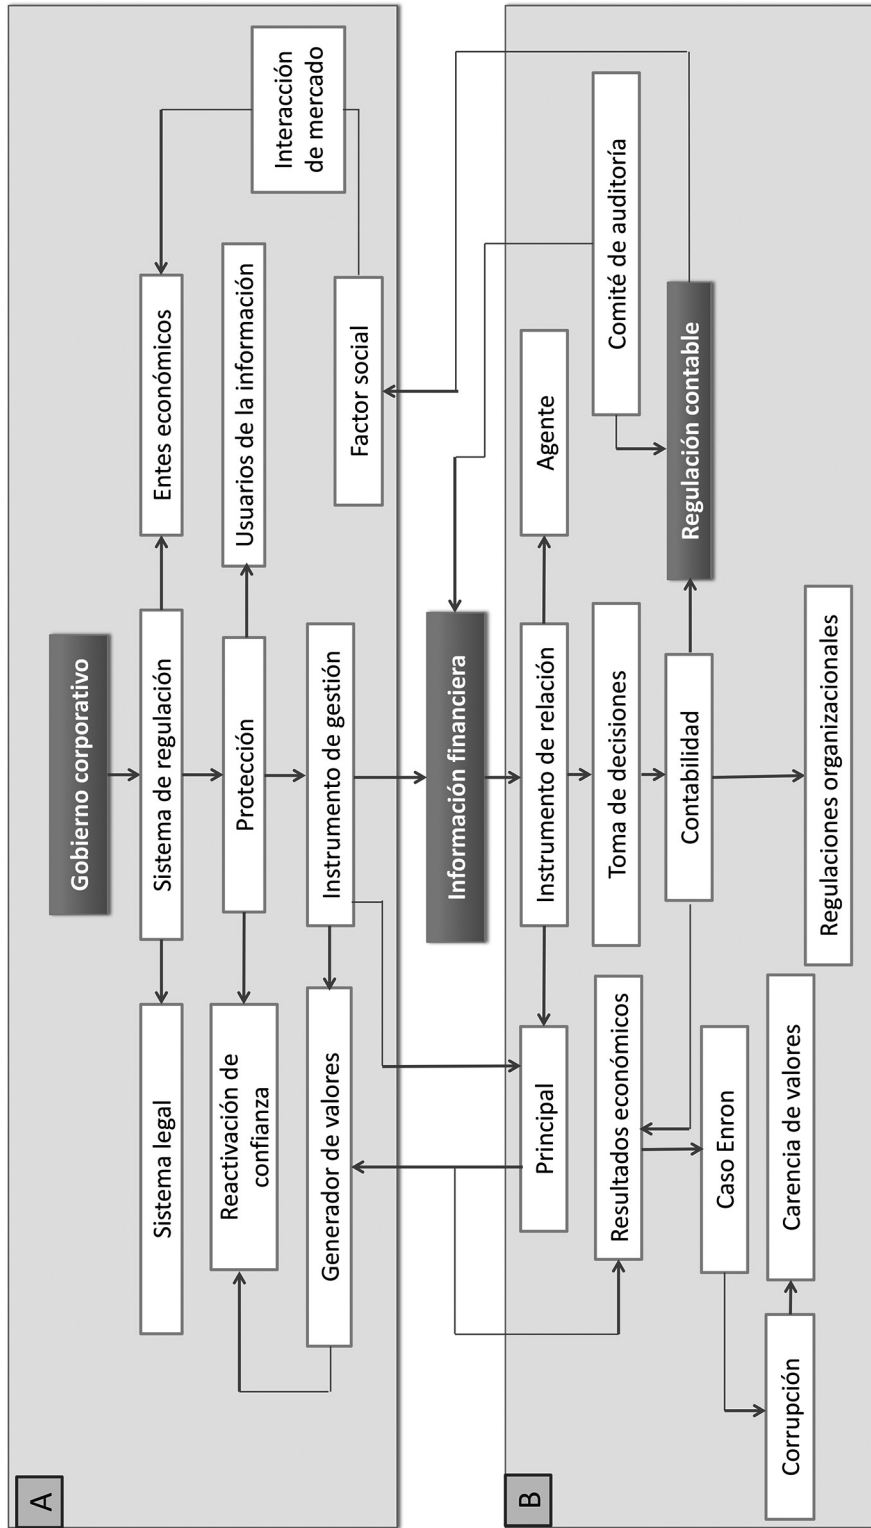 A
Gobierno corporativo
Sistema legal
Sistema de regulación
Entes económicos
Interacción
de mercado
Reactivación de
confianza
Protección
Usuarios de la información
Generador de valores
Instrumento de gestión
Factor social
Información financiera
B
Principal
Instrumento de relación
Agente
Resultados económicos
Toma de decisiones
Comité de auditoría
Caso Enron
Contabilidad
Regulación contable
Corrupción
Carencia de valores
Regulaciones organizacionales